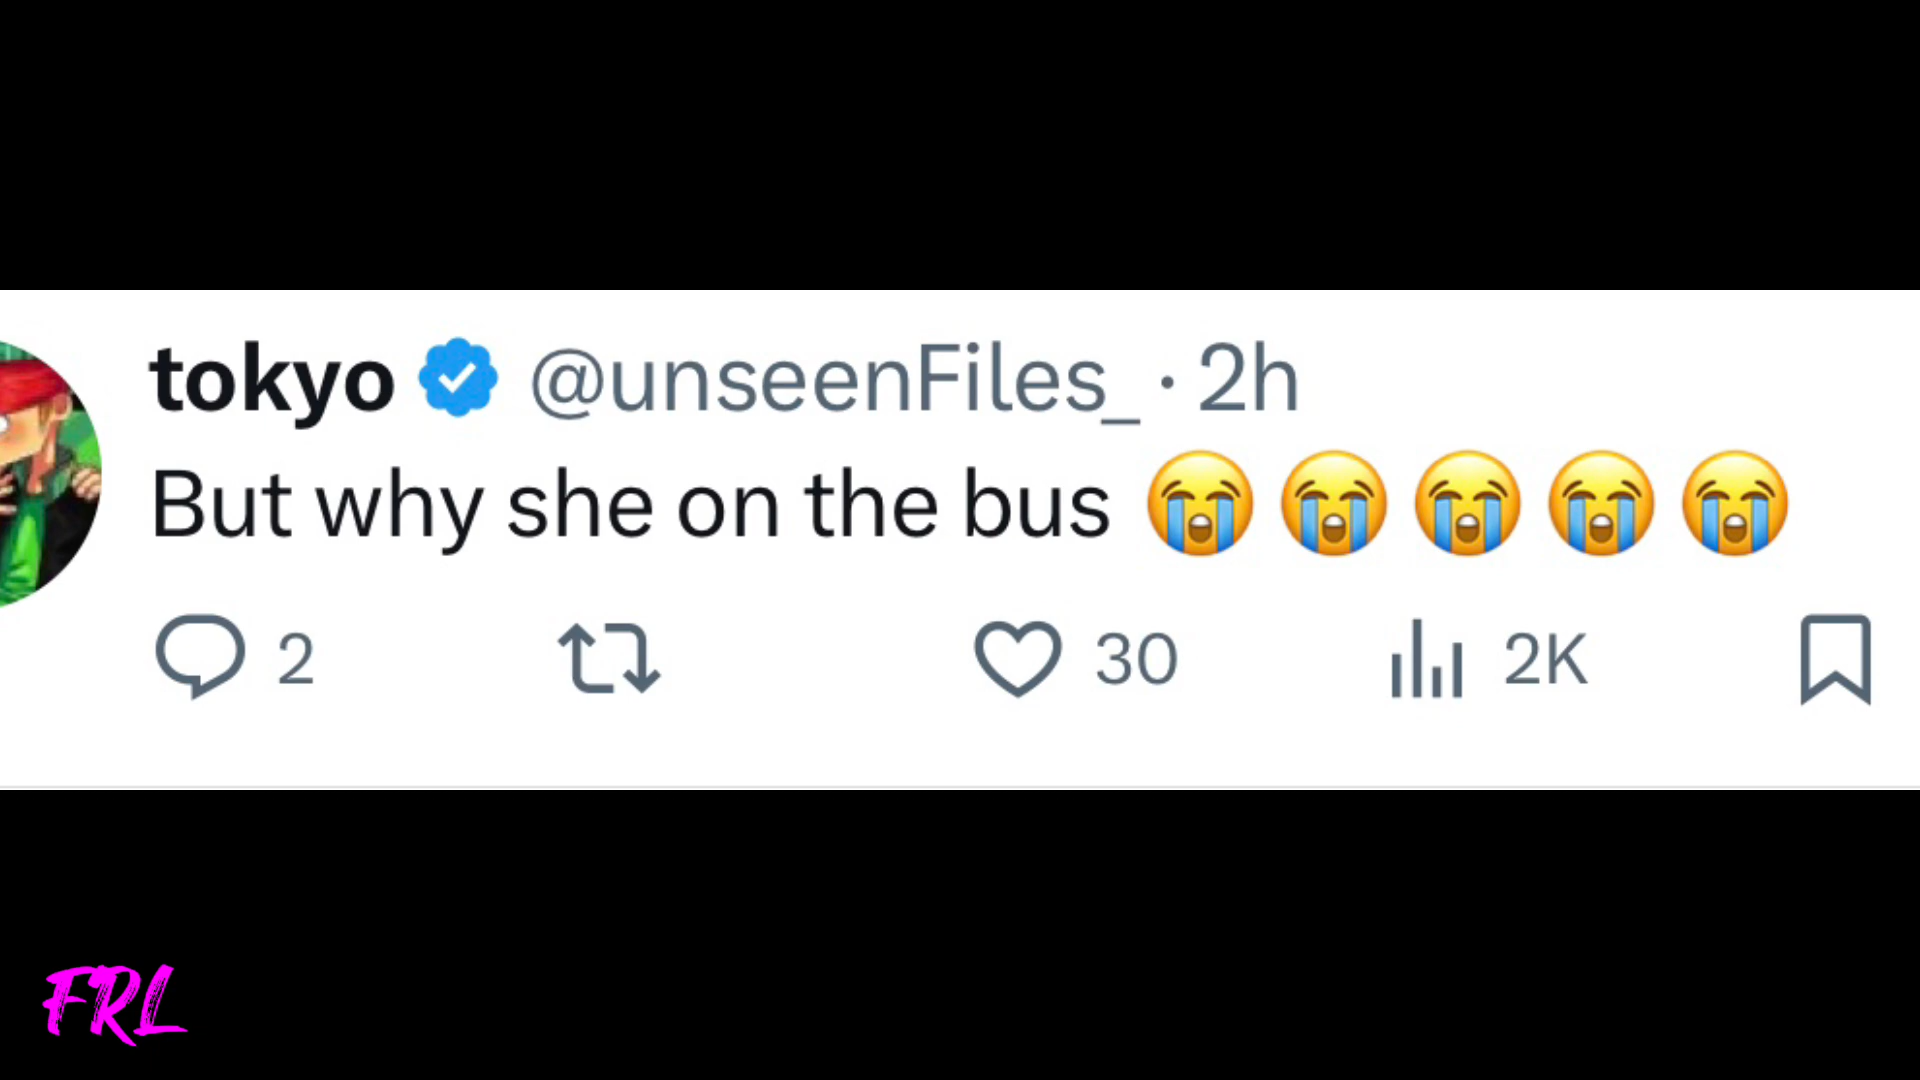 tokyo @unseenFiles_ · 2h
But why she on the bus 😭😭😭😭😭
2 30 2K
FRL